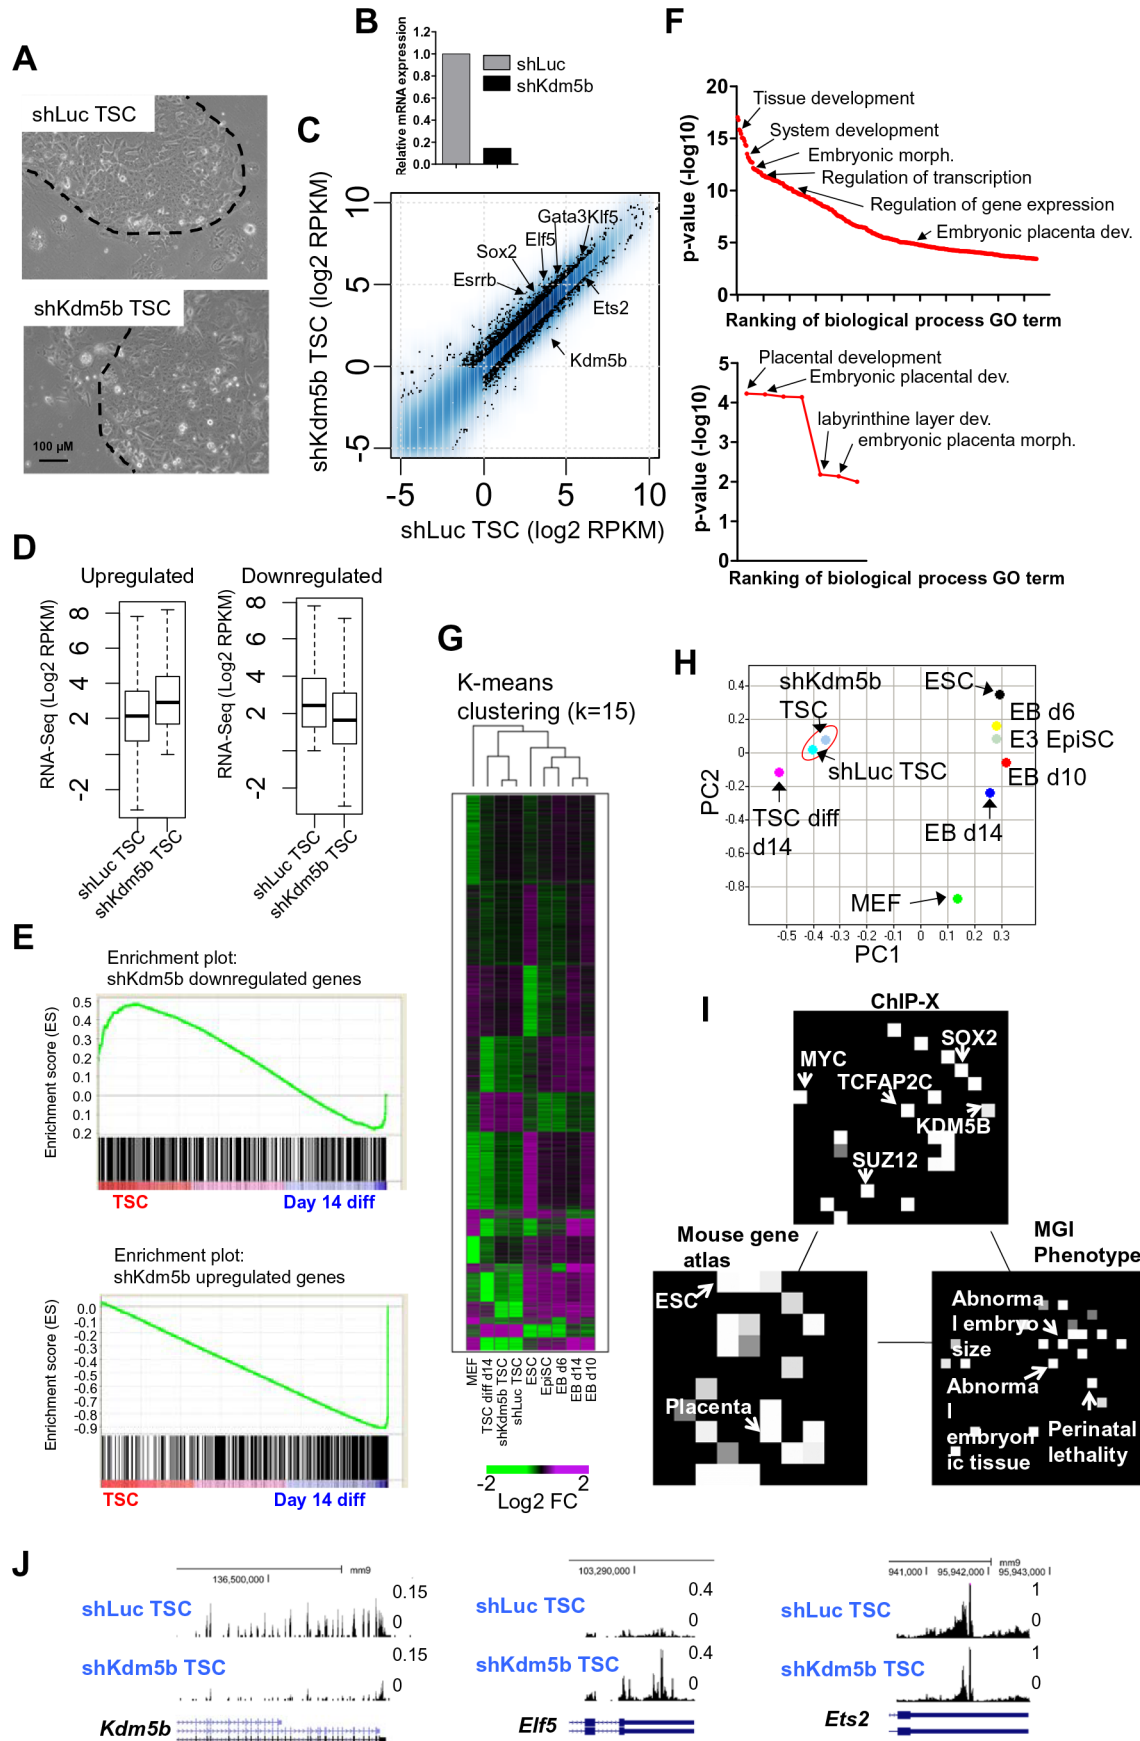 A
shLuc TSC
shKdm5b TSC
100 µM
B
Relative mRNA expression
1.2
1.0
0.8
0.6
0.4
0.2
0.0
shLuc
shKdm5b
C
shKdm5b TSC (log2 RPKM)
10
5
0
-5
Gata3
Klf5
Elf5
Sox2
Esrrb
Ets2
Kdm5b
-5 0 5 10
shLuc TSC (log2 RPKM)
F
p-value (-log10)
20
15
10
5
0
Tissue development
System development
Embryonic morph.
Regulation of transcription
Regulation of gene expression
Embryonic placenta dev.
Ranking of biological process GO term
p-value (-log10)
5
4
3
2
1
0
Placental development
Embryonic placental dev.
labyrinthine layer dev.
embryonic placenta morph.
Ranking of biological process GO term
D
Upregulated
RNA-Seq (Log2 RPKM)
8
6
4
2
-2
shLuc TSC
shKdm5b TSC
Downregulated
RNA-Seq (Log2 RPKM)
8
6
4
2
-2
shLuc TSC
shKdm5b TSC
E
Enrichment plot:
shKdm5b downregulated genes
Enrichment score (ES)
0.5
0.4
0.3
0.2
0.1
0.0
0.1
0.2
TSC
Day 14 diff
Enrichment plot:
shKdm5b upregulated genes
Enrichment score (ES)
0.0
-0.1
-0.2
-0.3
-0.4
-0.5
-0.6
-0.7
-0.8
-0.9
TSC
Day 14 diff
G
K-means
clustering (k=15)
MEF
TSC diff d14
shKdm5b TSC
shLuc TSC
ESC
EpiSC
EB d6
EB d14
EB d10
-2 2
Log2 FC
H
PC2
0.4
0.2
0
-0.2
-0.4
-0.6
-0.8
shKdm5b
TSC
shLuc TSC
TSC diff
d14
ESC
EB d6
E3 EpiSC
EB d10
EB d14
MEF
-0.5 -0.4 -0.3 -0.2 -0.1 0 0.1 0.2 0.3
PC1
I
ChIP-X
SOX2
MYC
TCFAP2C
KDM5B
SUZ12
Mouse gene
atlas
ESC
Placenta
MGI
Phenotype
Abnorma
l embryo
size
Abnorma
l
embryon
ic tissue
Perinatal
lethality
J
136,500,000
mm9
shLuc TSC
0.15
0
shKdm5b TSC
0.15
0
Kdm5b
103,290,000
shLuc TSC
0.4
0
shKdm5b TSC
0.4
0
Elf5
mm9
941,000 95,942,000 95,943,000
shLuc TSC
1
0
shKdm5b TSC
1
0
Ets2